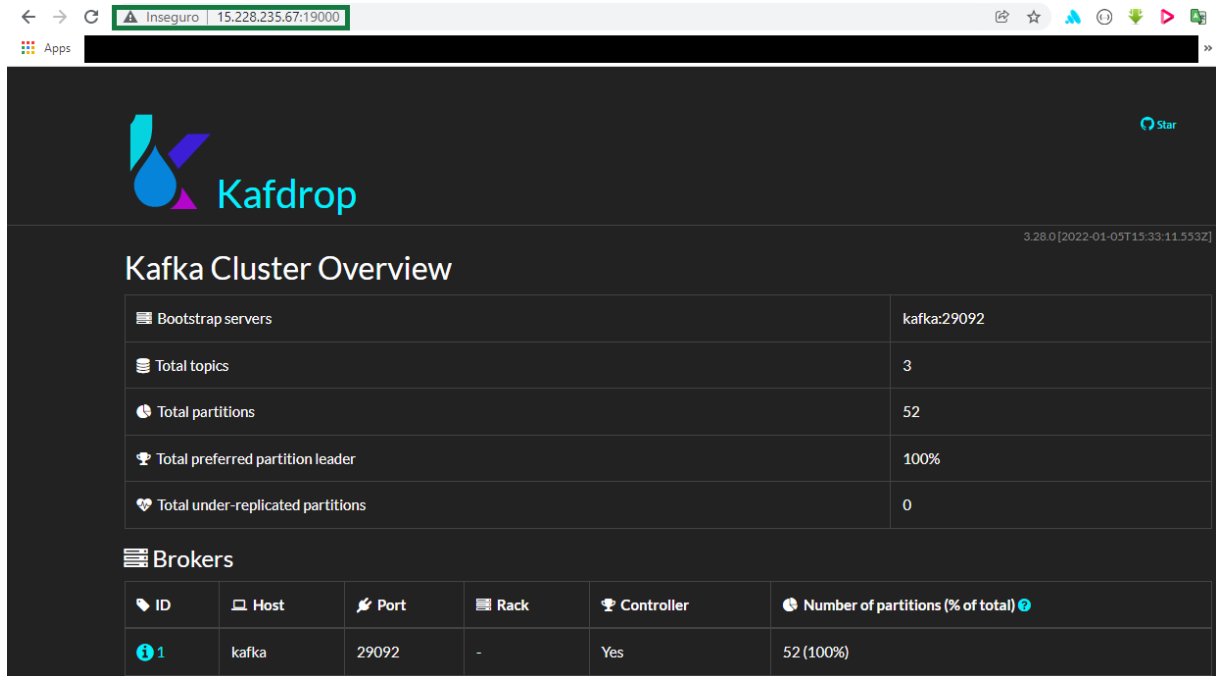 Inseguro | 15.228.235.67:19000
Apps
»
Star
Kafdrop
3.28.0 [2022-01-05T15:33:11.553Z]
Kafka Cluster Overview
Bootstrap servers kafka:29092
Total topics 3
Total partitions 52
Total preferred partition leader 100%
Total under-replicated partitions 0
Brokers
ID Host Port Rack Controller Number of partitions (% of total)
1 kafka 29092 - Yes 52 (100%)